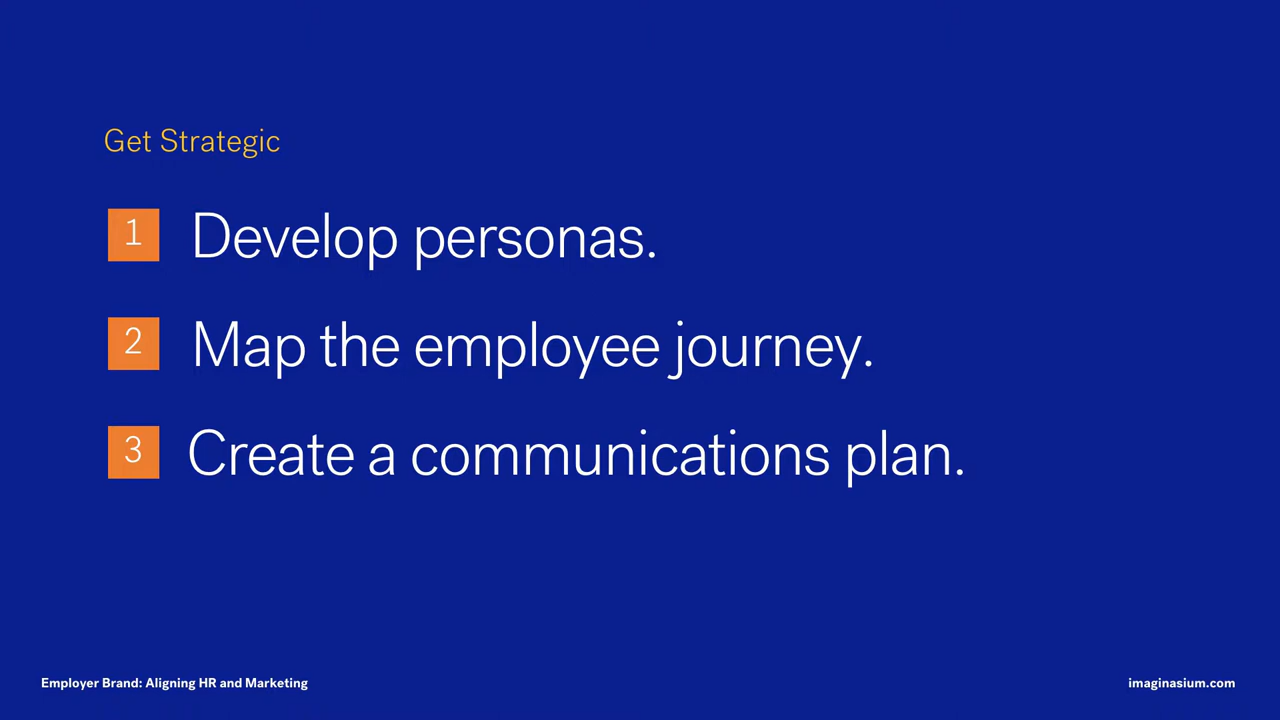 Get Strategic
1 Develop personas.
2 Map the employee journey.
3 Create a communications plan.
Employer Brand: Aligning HR and Marketing
imaginasium.com